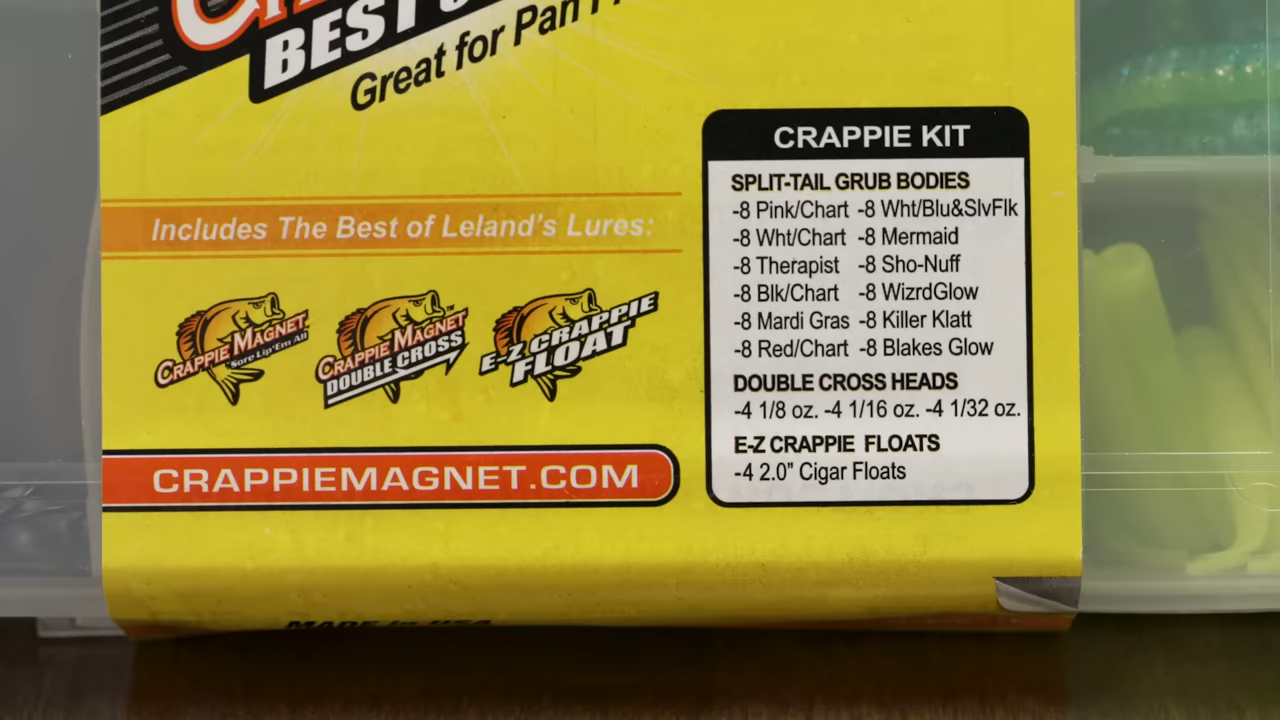 BEST
Great for Pan
Includes The Best of Leland's Lures:
CRAPPIE MAGNET
"Sore Lip'Em All
CRAPPIE MAGNET™
DOUBLE CROSS
E-Z CRAPPIE
FLOAT
CRAPPIEMAGNET.COM
CRAPPIE KIT
SPLIT-TAIL GRUB BODIES
-8 Pink/Chart -8 Wht/Blu&SlvFlk
-8 Wht/Chart -8 Mermaid
-8 Therapist -8 Sho-Nuff
-8 Blk/Chart -8 WizrdGlow
-8 Mardi Gras -8 Killer Klatt
-8 Red/Chart -8 Blakes Glow
DOUBLE CROSS HEADS
-4 1/8 oz. -4 1/16 oz. -4 1/32 oz.
E-Z CRAPPIE FLOATS
-4 2.0" Cigar Floats
MADE in USA